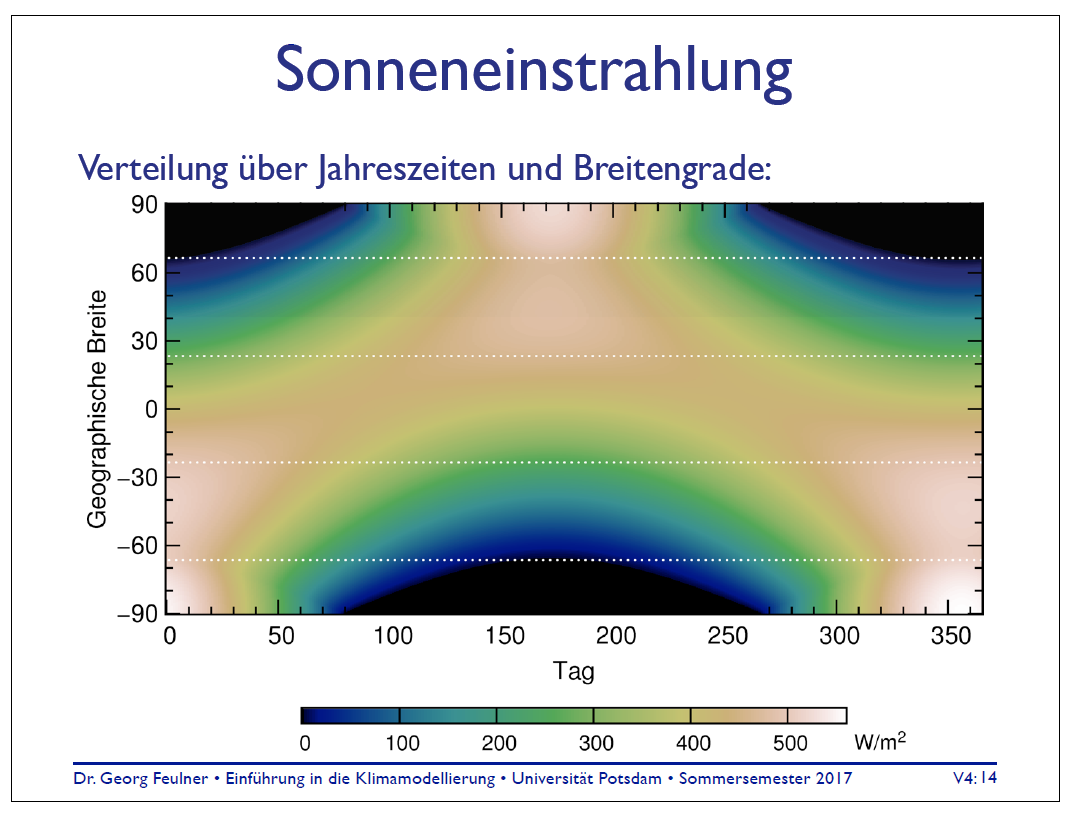 Sonneneinstrahlung
Verteilung über Jahreszeiten und Breitengrade:
90
60
30
0
−30
−60
−90
Geographische Breite
0 50 100 150 200 250 300 350
Tag
0 100 200 300 400 500 W/m²
Dr. Georg Feulner • Einführung in die Klimamodellierung • Universität Potsdam • Sommersemester 2017 V4:14